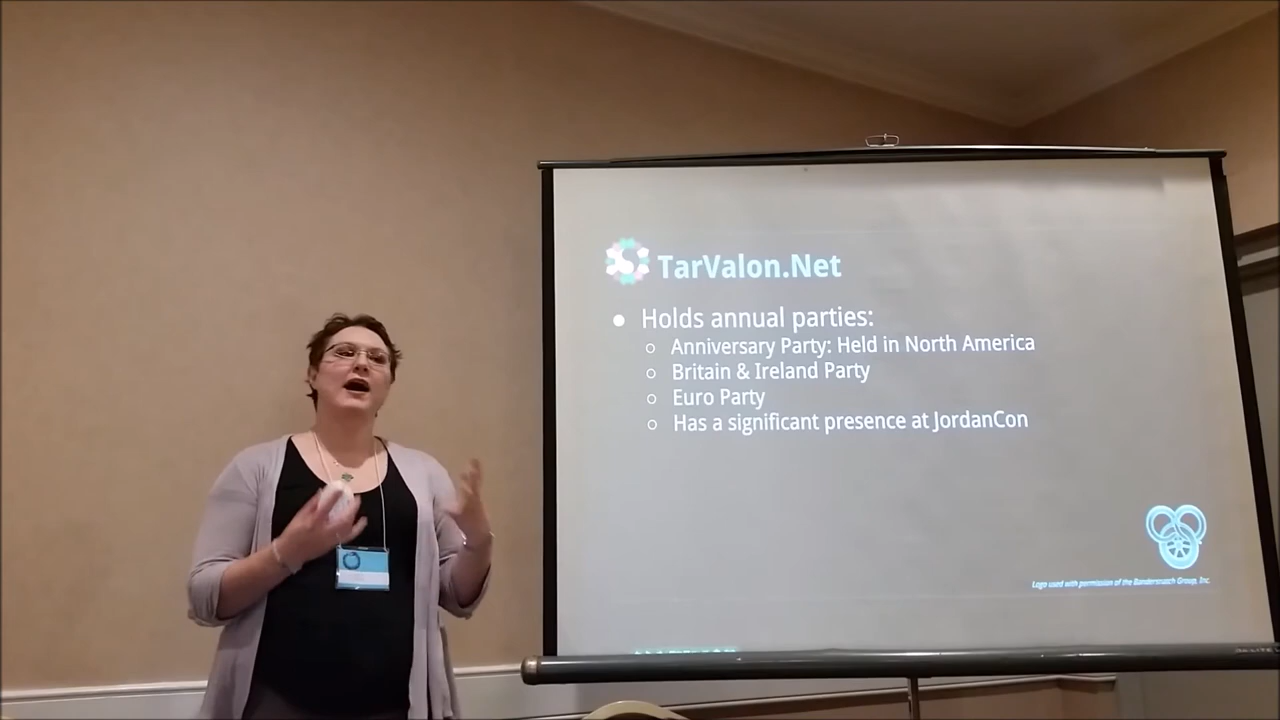 TarValon.Net
Holds annual parties:
Anniversary Party: Held in North America
Britain & Ireland Party
Euro Party
Has a significant presence at JordanCon
Logo used with permission of the Bandersnatch Group, Inc.